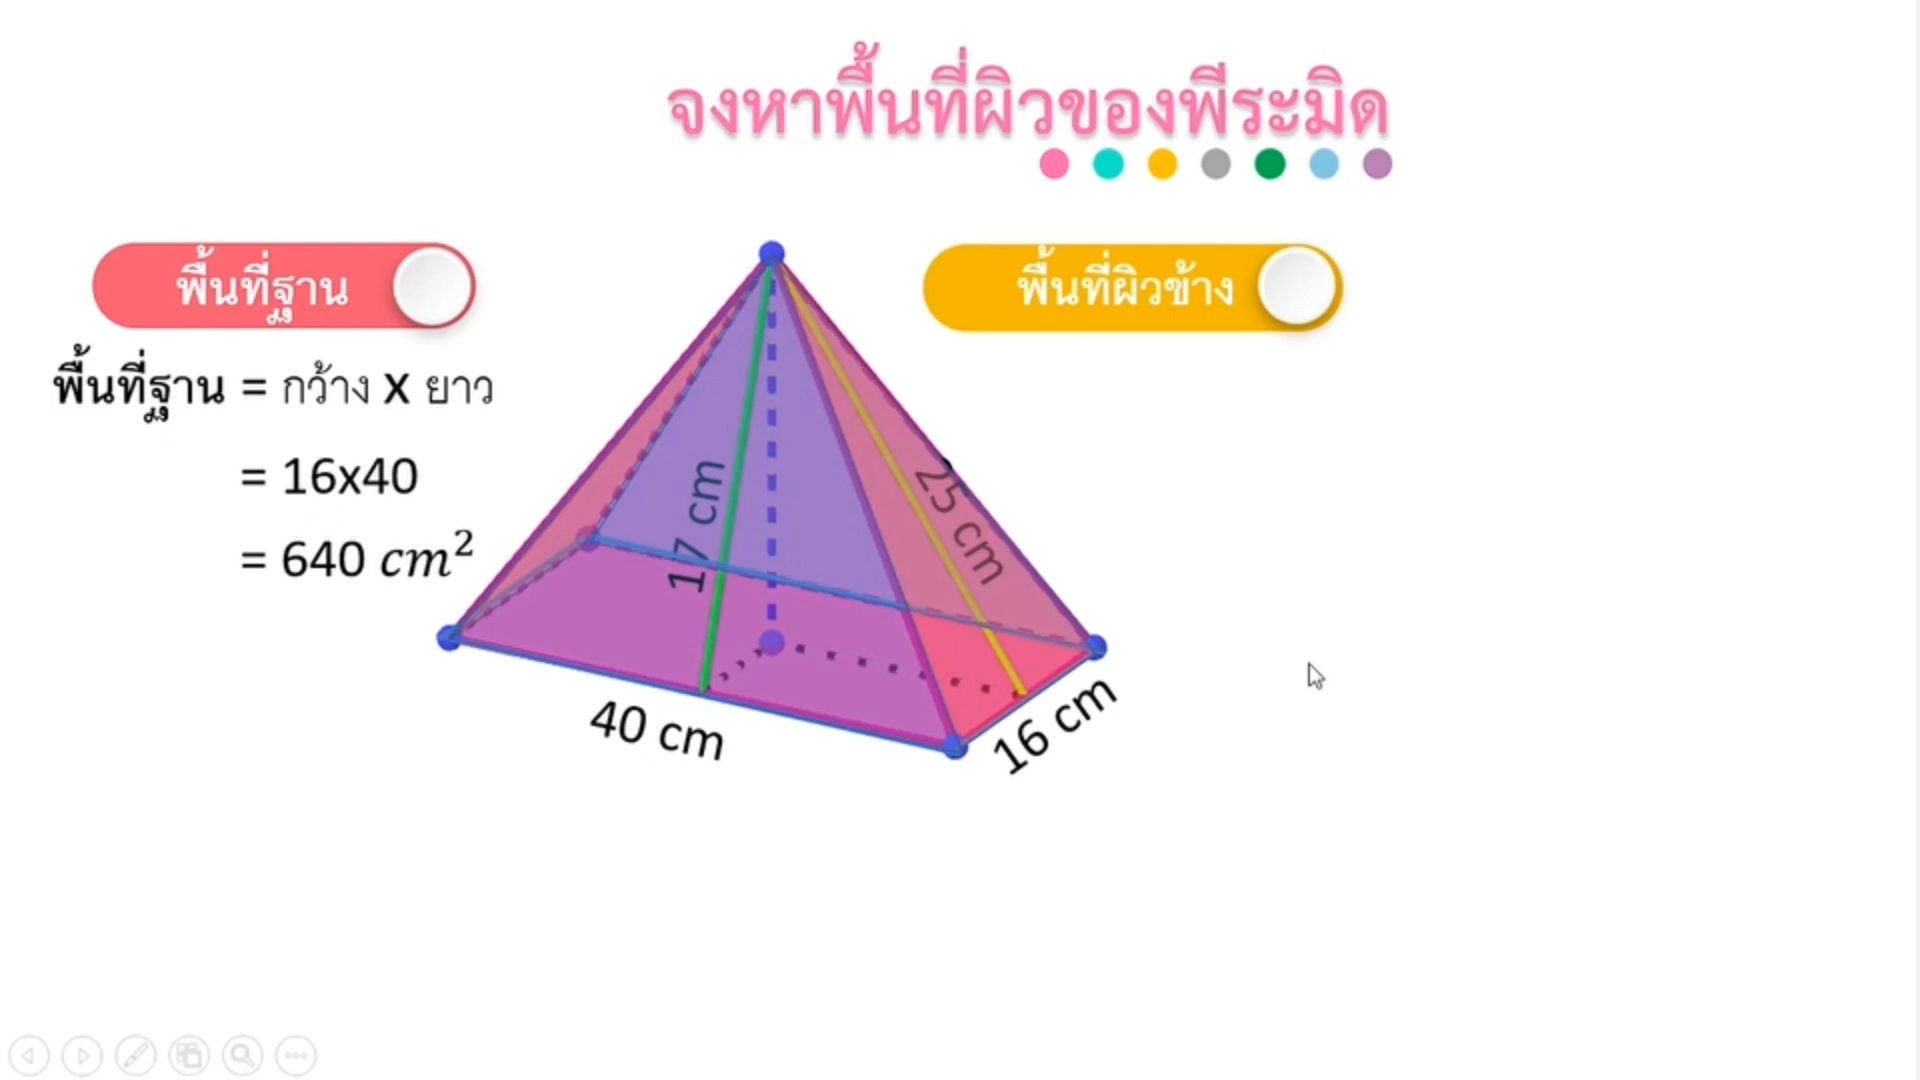 จงหาพื้นที่ผิวของพีระมิด
พื้นที่ฐาน
พื้นที่ผิวข้าง
พื้นที่ฐาน = กว้าง x ยาว
= 16x40
= 640 cm²
17 cm
25 cm
40 cm
16 cm